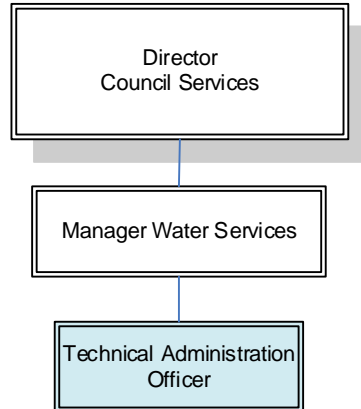 Director
Council Services
Manager Water Services
Technical Administration
Officer